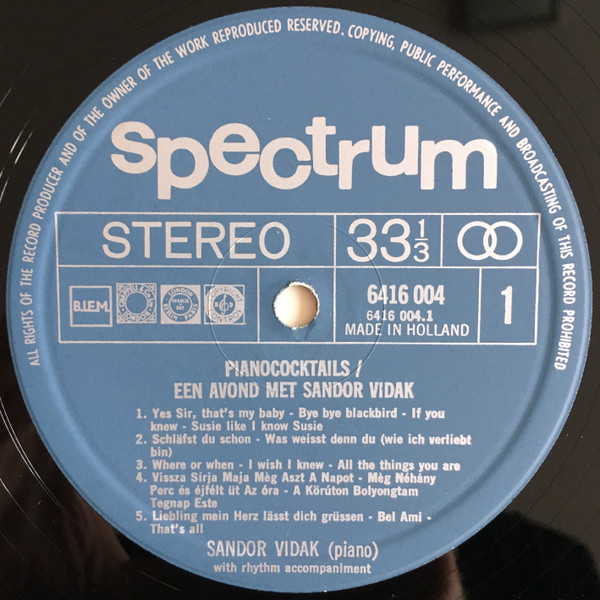 ALL RIGHTS OF THE RECORD PRODUCER AND OF THE OWNER OF THE WORK REPRODUCED RESERVED. COPYING, PUBLIC PERFORMANCE AND BROADCASTING OF THIS RECORD PROHIBITED
spectrum
STEREO
33 1/3
B.I.E.M.
6416 004
6416 004.1
MADE IN HOLLAND
1
PIANOCOCKTAILS /
EEN AVOND MET SANDOR VIDAK
1. Yes Sir, that's my baby - Bye bye blackbird - If you
knew - Susie like I know Susie
2. Schläfst du schon - Was weisst denn du (wie ich verliebt
bin)
3. Where or when - I wish I knew - All the things you are
4. Vissza Sírja Maja Mèg Aszt A Napot - Mèg Néhány
Perc és éjfélt üt Az óra - A Körúton Bolyongtam
Tegnap Este
5. Liebling mein Herz lässt dich grüssen - Bel Ami -
That's all
SANDOR VIDAK (piano)
with rhythm accompaniment